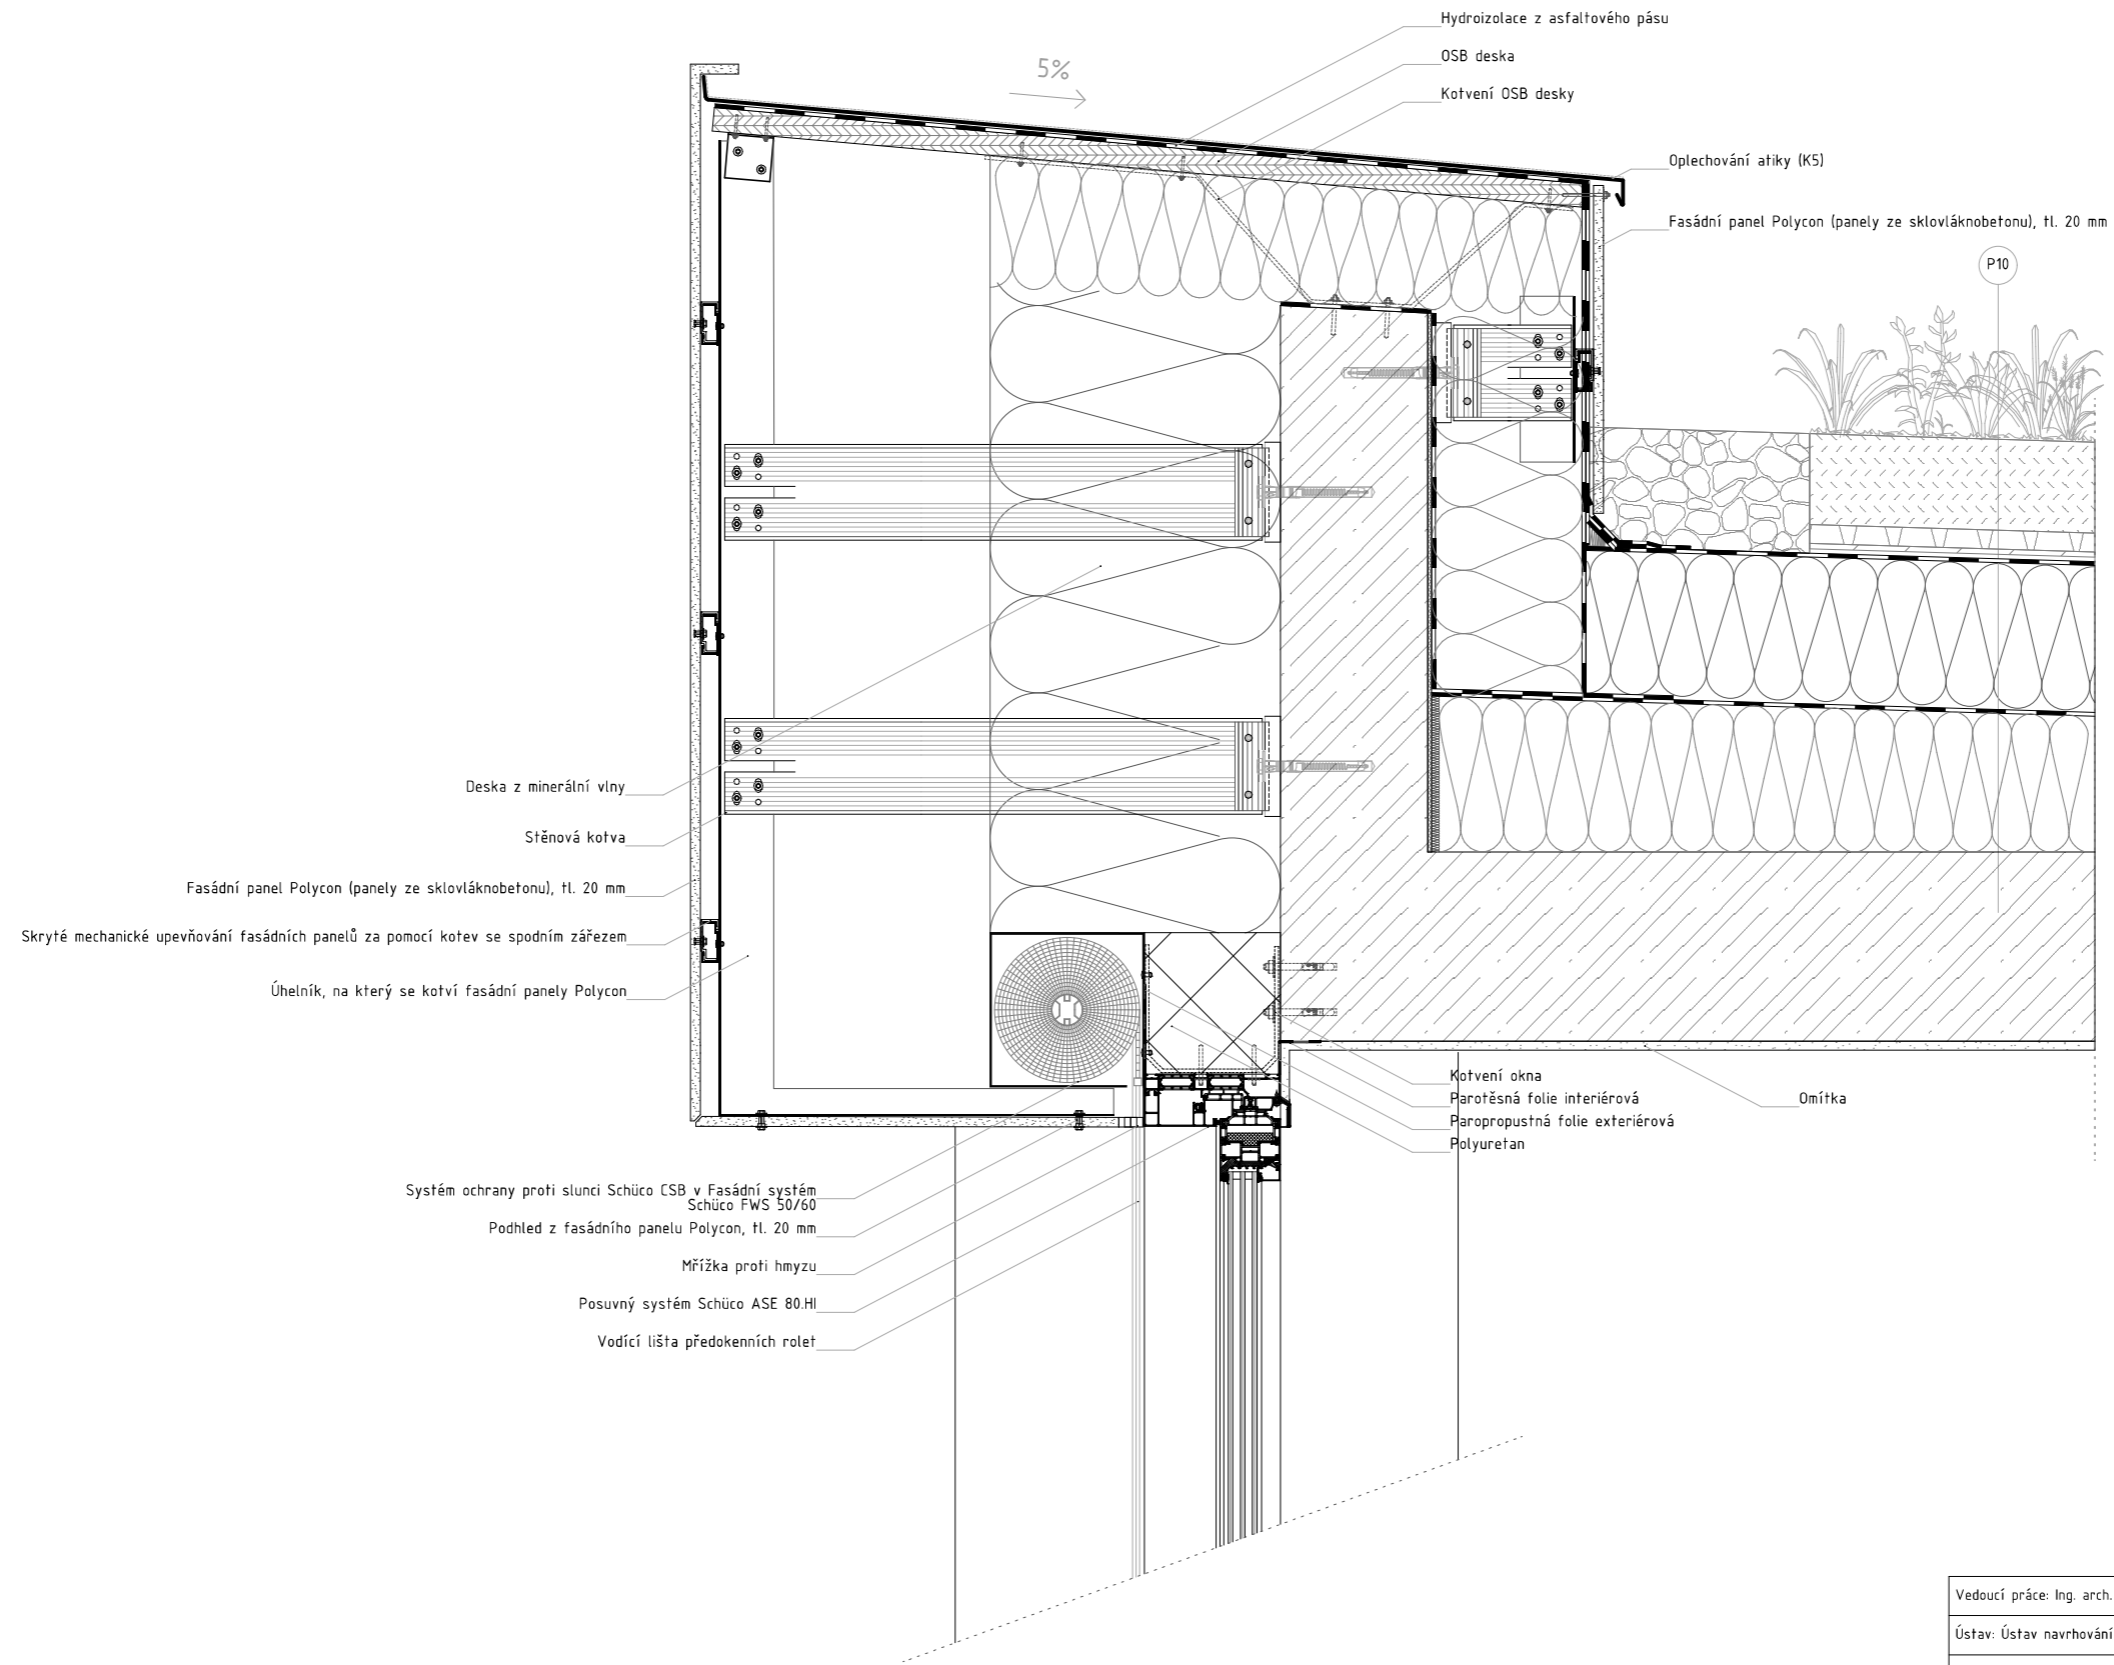 Hydroizolace z asfaltového pásu
OSB deska
5%
Kotvení OSB desky
Oplechování atiky (K5)
Fasádní panel Polycon (panely ze sklovláknobetonu), tl. 20 mm
P10
Deska z minerální vlny
Stěnová kotva
Fasádní panel Polycon (panely ze sklovláknobetonu), tl. 20 mm
Skryté mechanické upevňování fasádních panelů za pomocí kotev se spodním zářezem
Úhelník, na který se kotví fasádní panely Polycon
Kotvení okna
Parotěsná folie interiérová
Omítka
Paropropustná folie exteriérová
Polyuretan
Systém ochrany proti slunci Schüco CSB v Fasádní systém
Schüco FWS 50/60
Podhled z fasádního panelu Polycon, tl. 20 mm
Mřížka proti hmyzu
Posuvný systém Schüco ASE 80.HI
Vodící lišta předokenních rolet
Vedoucí práce: Ing. arch.
Ústav: Ústav navrhování